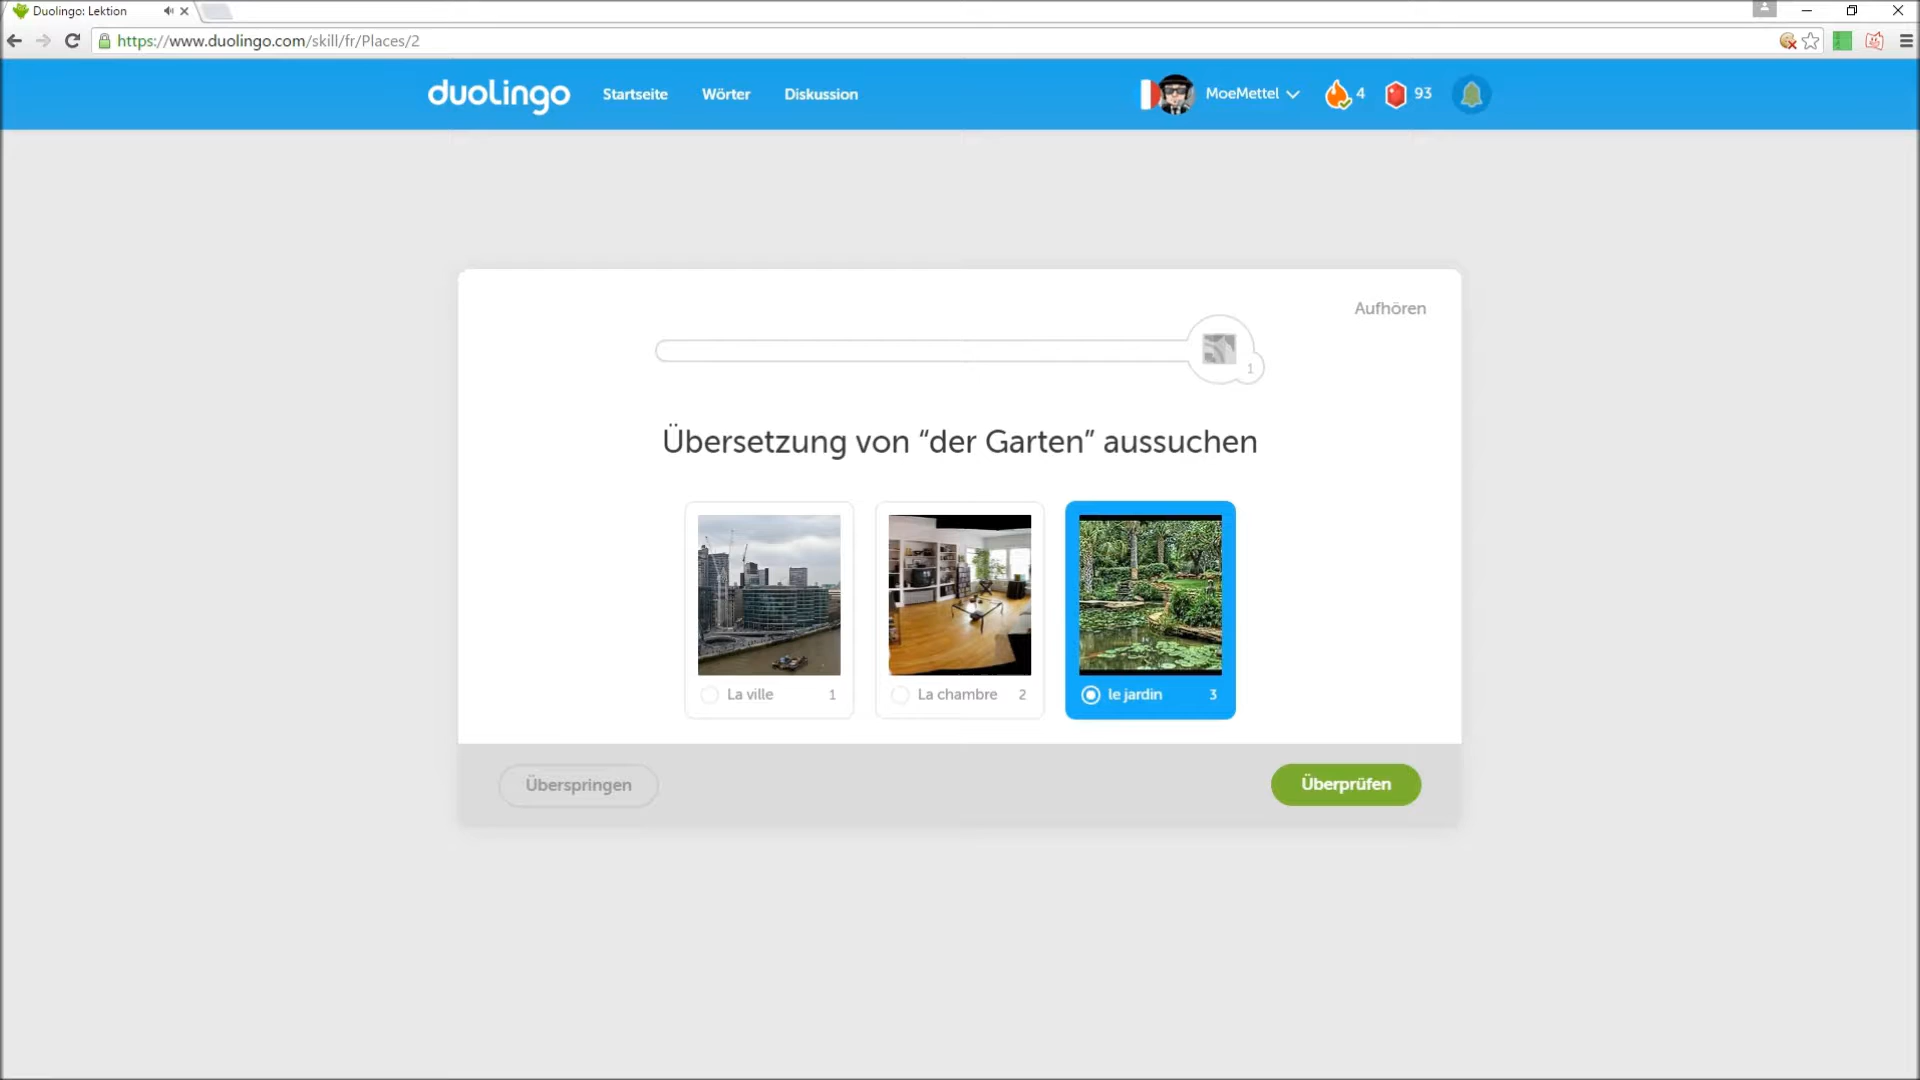 Duolingo: Lektion
https://www.duolingo.com/skill/fr/Places/2
duolingo
Startseite
Wörter
Diskussion
MoeMettel
4
93
Aufhören
1
Übersetzung von “der Garten” aussuchen
La ville 1
La chambre 2
le jardin 3
Überspringen
Überprüfen